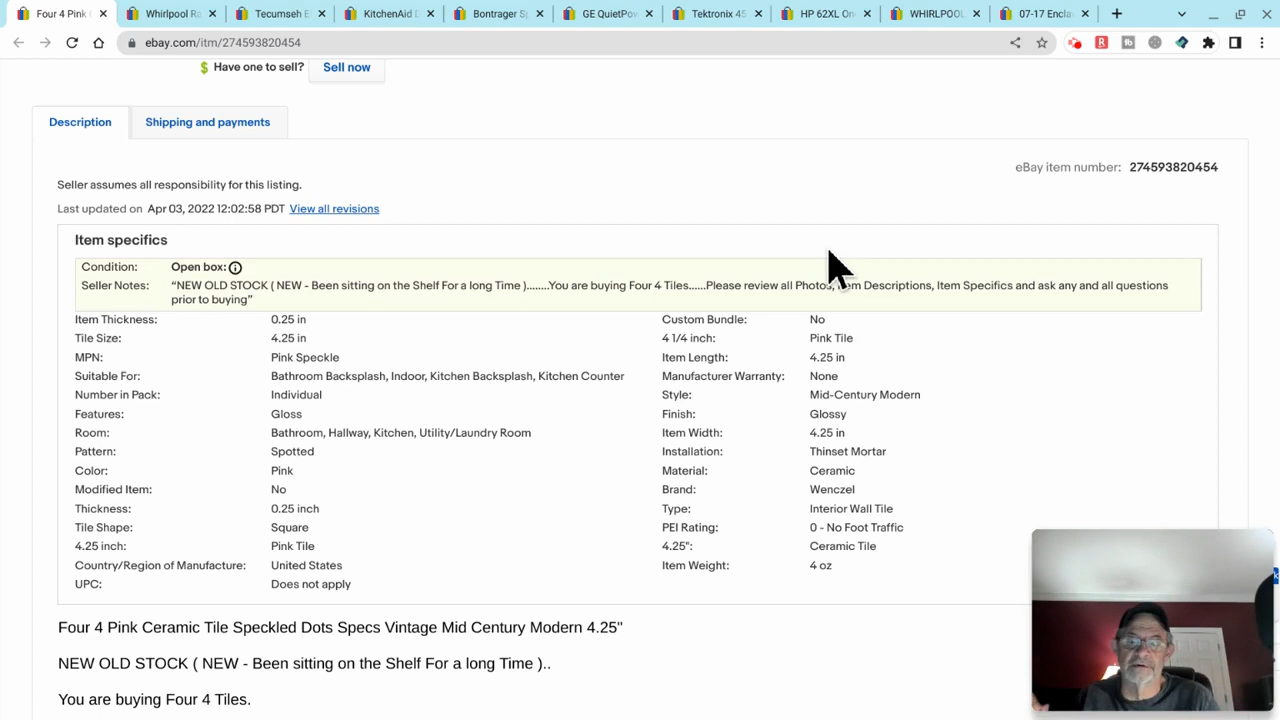 Four 4 Pink
Whirlpool Ra
Tecumseh E
KitchenAid D
Bontrager Sp
GE QuietPow
Tektronix 45
HP 62XL On
WHIRLPOOL
07-17 Encla
ebay.com/itm/274593820454
Have one to sell? Sell now
Description
Shipping and payments
eBay item number: 274593820454
Seller assumes all responsibility for this listing.
Last updated on Apr 03, 2022 12:02:58 PDT View all revisions
Item specifics
Condition: Open box:
Seller Notes: “NEW OLD STOCK ( NEW - Been sitting on the Shelf For a long Time )........You are buying Four 4 Tiles......Please review all Photos, Descriptions, Item Specifics and ask any and all questions
prior to buying”
Item Thickness: 0.25 in Custom Bundle: No
Tile Size: 4.25 in 4 1/4 inch: Pink Tile
MPN: Pink Speckle Item Length: 4.25 in
Suitable For: Bathroom Backsplash, Indoor, Kitchen Backsplash, Kitchen Counter Manufacturer Warranty: None
Number in Pack: Individual Style: Mid-Century Modern
Features: Gloss Finish: Glossy
Room: Bathroom, Hallway, Kitchen, Utility/Laundry Room Item Width: 4.25 in
Pattern: Spotted Installation: Thinset Mortar
Color: Pink Material: Ceramic
Modified Item: No Brand: Wenczel
Thickness: 0.25 inch Type: Interior Wall Tile
Tile Shape: Square PEI Rating: 0 - No Foot Traffic
4.25 inch: Pink Tile 4.25": Ceramic Tile
Country/Region of Manufacture: United States Item Weight: 4 oz
UPC: Does not apply
Four 4 Pink Ceramic Tile Speckled Dots Specs Vintage Mid Century Modern 4.25"
NEW OLD STOCK ( NEW - Been sitting on the Shelf For a long Time )..
You are buying Four 4 Tiles.